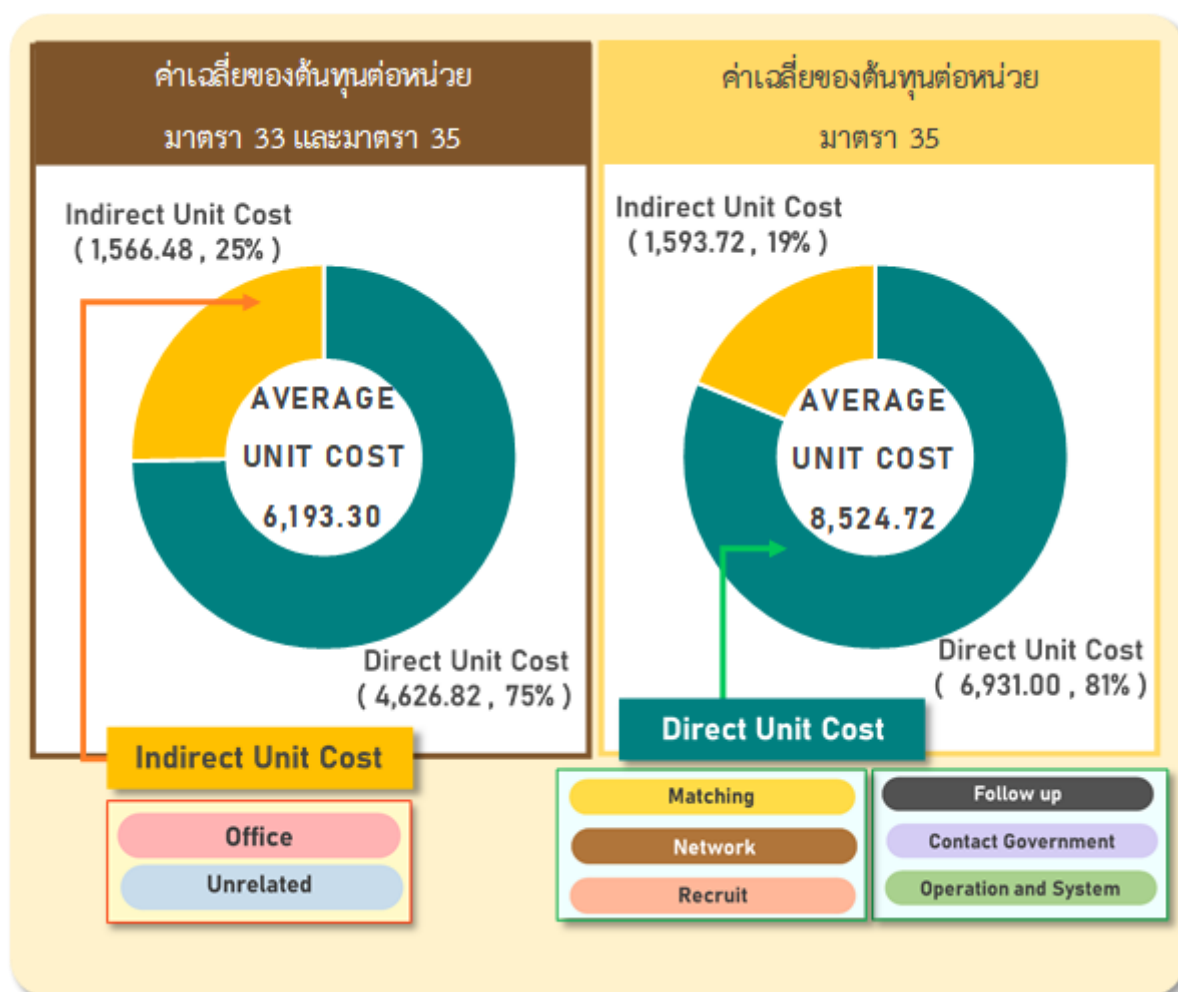 ค่าเฉลี่ยของต้นทุนต่อหน่วย
มาตรา 33 และมาตรา 35
Indirect Unit Cost
( 1,566.48 , 25% )
AVERAGE
UNIT COST
6,193.30
Direct Unit Cost
( 4,626.82 , 75% )
ค่าเฉลี่ยของต้นทุนต่อหน่วย
มาตรา 35
Indirect Unit Cost
( 1,593.72 , 19% )
AVERAGE
UNIT COST
8,524.72
Direct Unit Cost
( 6,931.00 , 81% )
Indirect Unit Cost
Office
Unrelated
Direct Unit Cost
Matching
Network
Recruit
Follow up
Contact Government
Operation and System